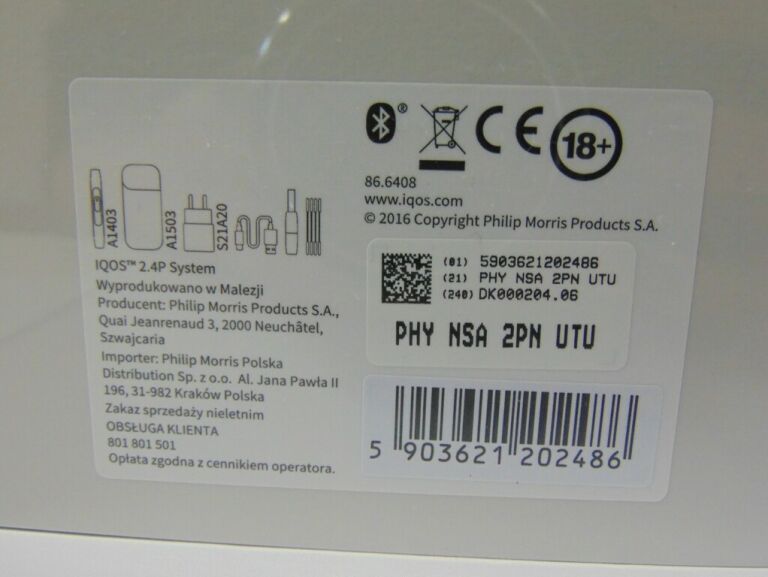 A1403
A1503
S21A20
IQOS™ 2.4P System
Wyprodukowano w Malezji
Producent: Philip Morris Products S.A.,
Quai Jeanrenaud 3, 2000 Neuchâtel,
Szwajcaria
Importer: Philip Morris Polska
Distribution Sp. z o.o. Al. Jana Pawła II
196, 31-982 Kraków Polska
Zakaz sprzedaży nieletnim
OBSŁUGA KLIENTA
801 801 501
Opłata zgodna z cennikiem operatora.
® CE 18+
86.6408
www.iqos.com
© 2016 Copyright Philip Morris Products S.A.
(01) 5903621202486
(21) PHY NSA 2PN UTU
(240) DK000204.06
PHY NSA 2PN UTU
5 903621 202486